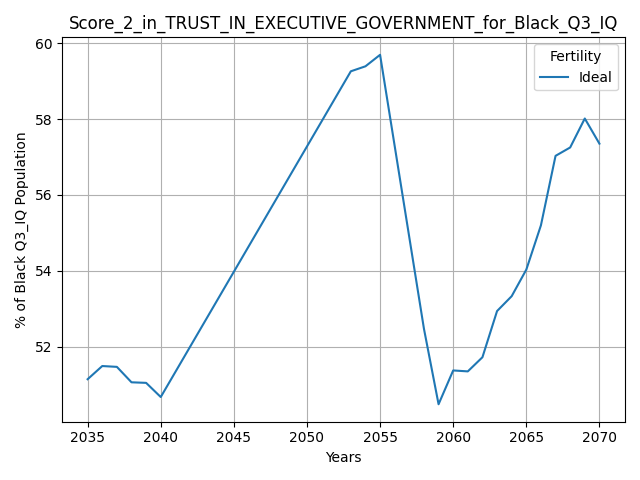 Score_2_in_TRUST_IN_EXECUTIVE_GOVERNMENT_for_Black_Q3_IQ
Fertility
Ideal
% of Black Q3_IQ Population
60
58
56
54
52
2035 2040 2045 2050 2055 2060 2065 2070
Years